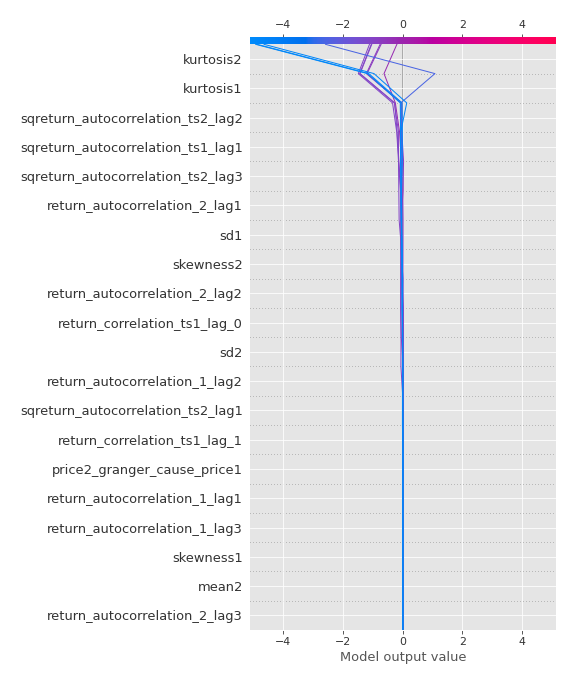 −4 −2 0 2 4
kurtosis2
kurtosis1
sqreturn_autocorrelation_ts2_lag2
sqreturn_autocorrelation_ts1_lag1
sqreturn_autocorrelation_ts2_lag3
return_autocorrelation_2_lag1
sd1
skewness2
return_autocorrelation_2_lag2
return_correlation_ts1_lag_0
sd2
return_autocorrelation_1_lag2
sqreturn_autocorrelation_ts2_lag1
return_correlation_ts1_lag_1
price2_granger_cause_price1
return_autocorrelation_1_lag1
return_autocorrelation_1_lag3
skewness1
mean2
return_autocorrelation_2_lag3
−4 −2 0 2 4
Model output value